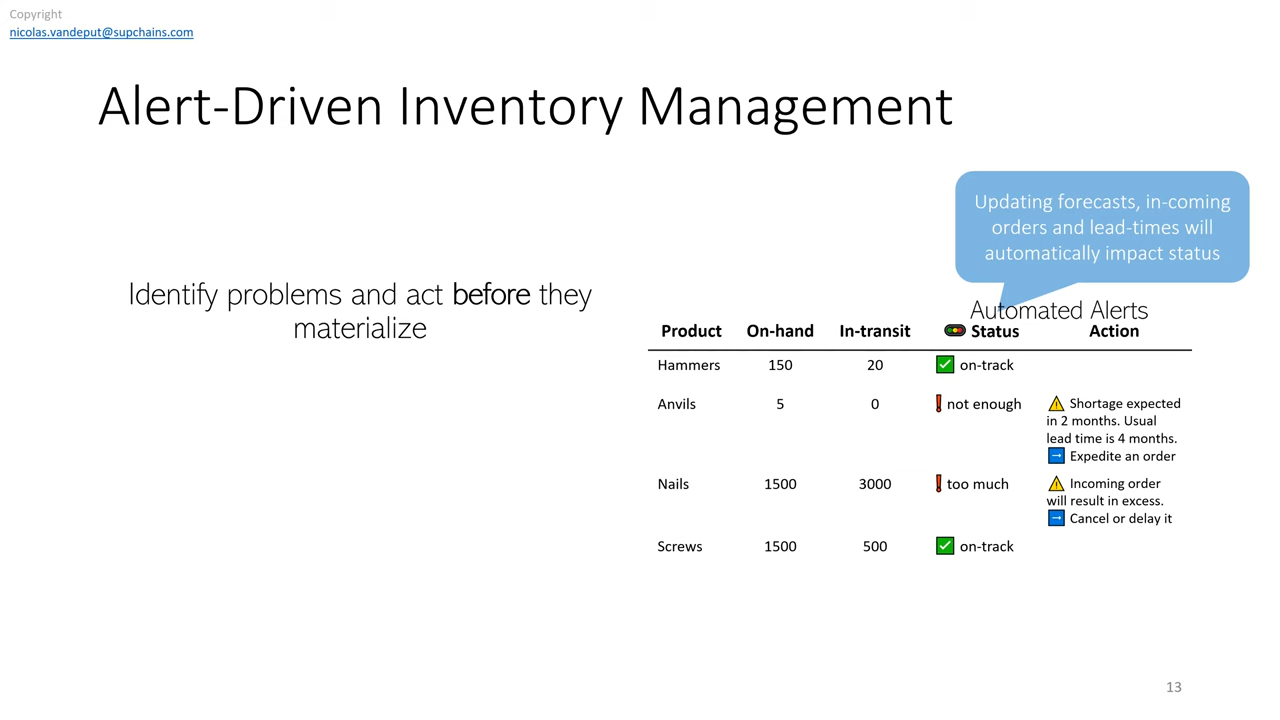 Copyright
nicolas.vandeput@supchains.com
Alert-Driven Inventory Management
Updating forecasts, in-coming
orders and lead-times will
automatically impact status
Identify problems and act before they
materialize
Automated Alerts
Product On-hand In-transit Status Action
Hammers 150 20 on-track
Anvils 5 0 not enough Shortage expected
in 2 months. Usual
lead time is 4 months.
Expedite an order
Nails 1500 3000 too much Incoming order
will result in excess.
Cancel or delay it
Screws 1500 500 on-track
13